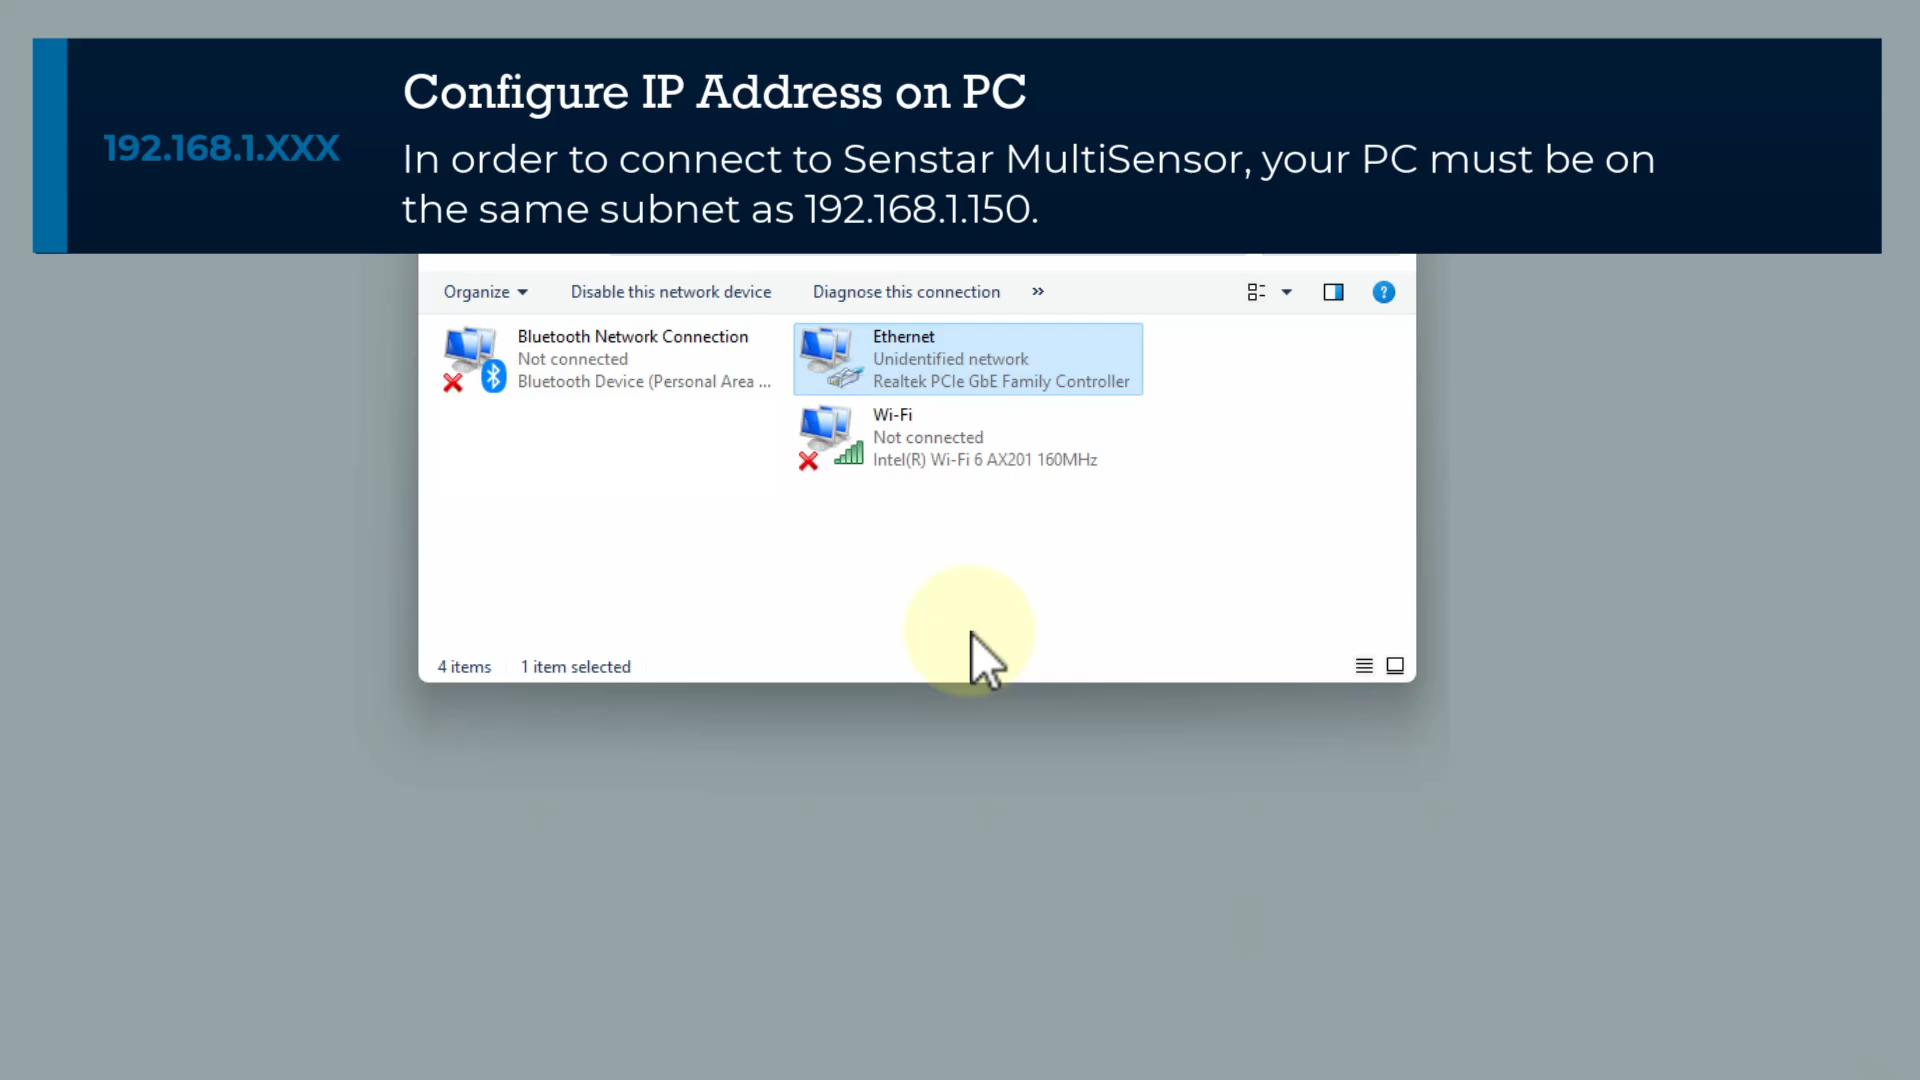 Configure IP Address on PC
192.168.1.XXX
In order to connect to Senstar MultiSensor, your PC must be on
the same subnet as 192.168.1.150.
Organize
Disable this network device
Diagnose this connection
»
?
Bluetooth Network Connection
Not connected
Bluetooth Device (Personal Area ...
Ethernet
Unidentified network
Realtek PCIe GbE Family Controller
Wi-Fi
Not connected
Intel(R) Wi-Fi 6 AX201 160MHz
4 items
1 item selected